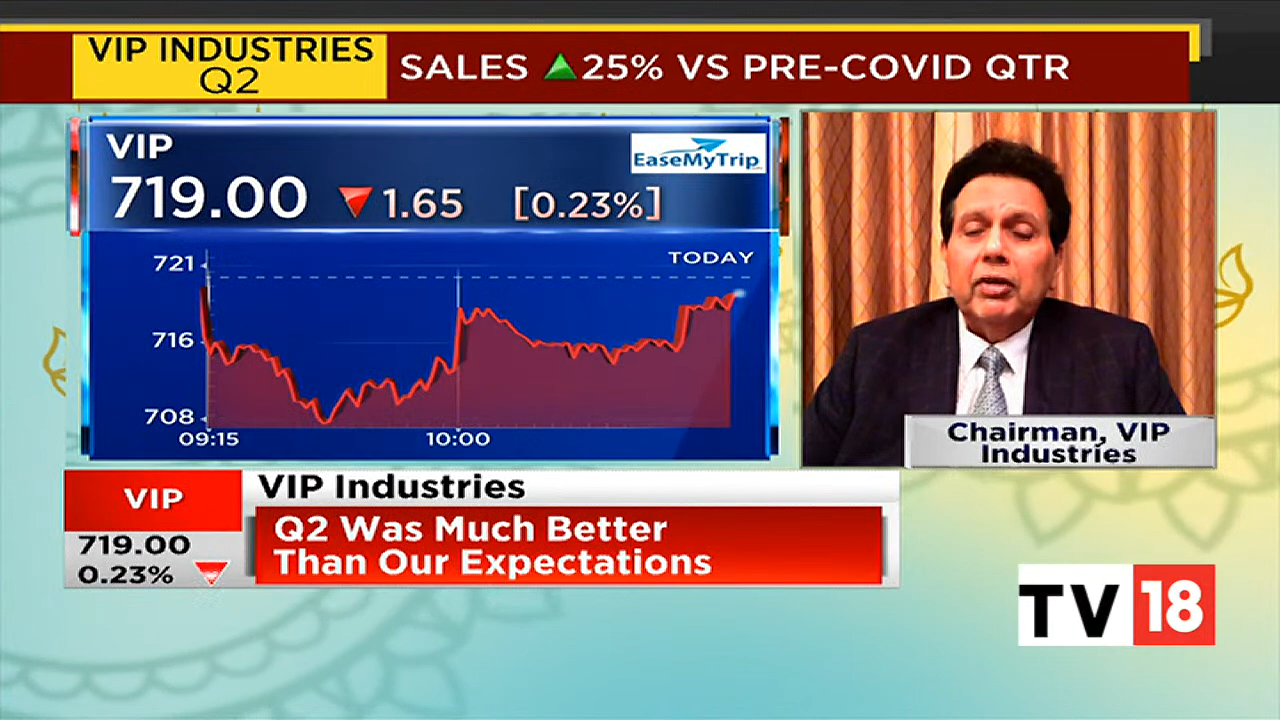 VIP INDUSTRIES
Q2
SALES ▲25% VS PRE-COVID QTR
VIP
EaseMyTrip
719.00 ▼1.65 [0.23%]
TODAY
721
716
708
09:15
10:00
Chairman, VIP
Industries
VIP
719.00
0.23% ▼
VIP Industries
Q2 Was Much Better
Than Our Expectations
TV18